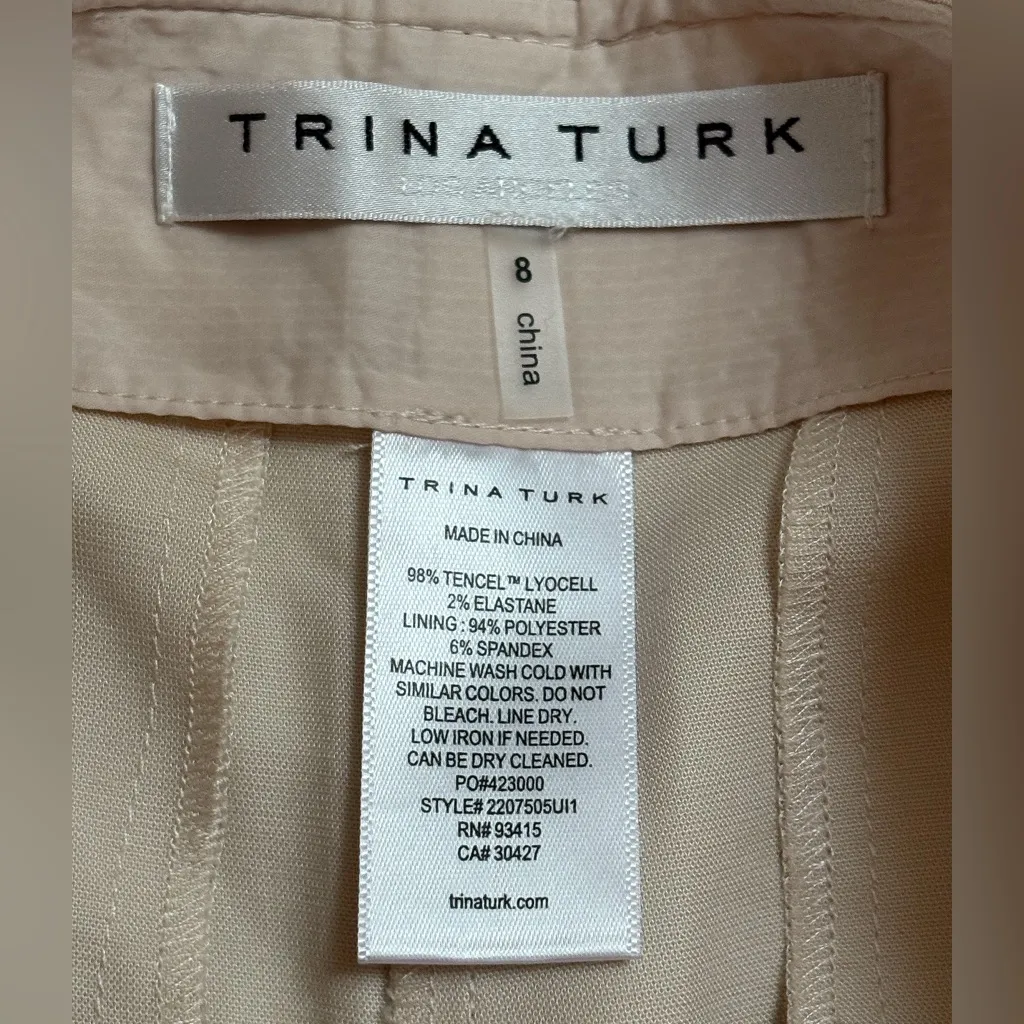 TRINA TURK
LOS ANGELES
8
china
TRINA TURK
MADE IN CHINA
98% TENCEL™ LYOCELL
2% ELASTANE
LINING : 94% POLYESTER
6% SPANDEX
MACHINE WASH COLD WITH
SIMILAR COLORS. DO NOT
BLEACH. LINE DRY.
LOW IRON IF NEEDED.
CAN BE DRY CLEANED.
PO#423000
STYLE# 2207505UI1
RN# 93415
CA# 30427
trinaturk.com